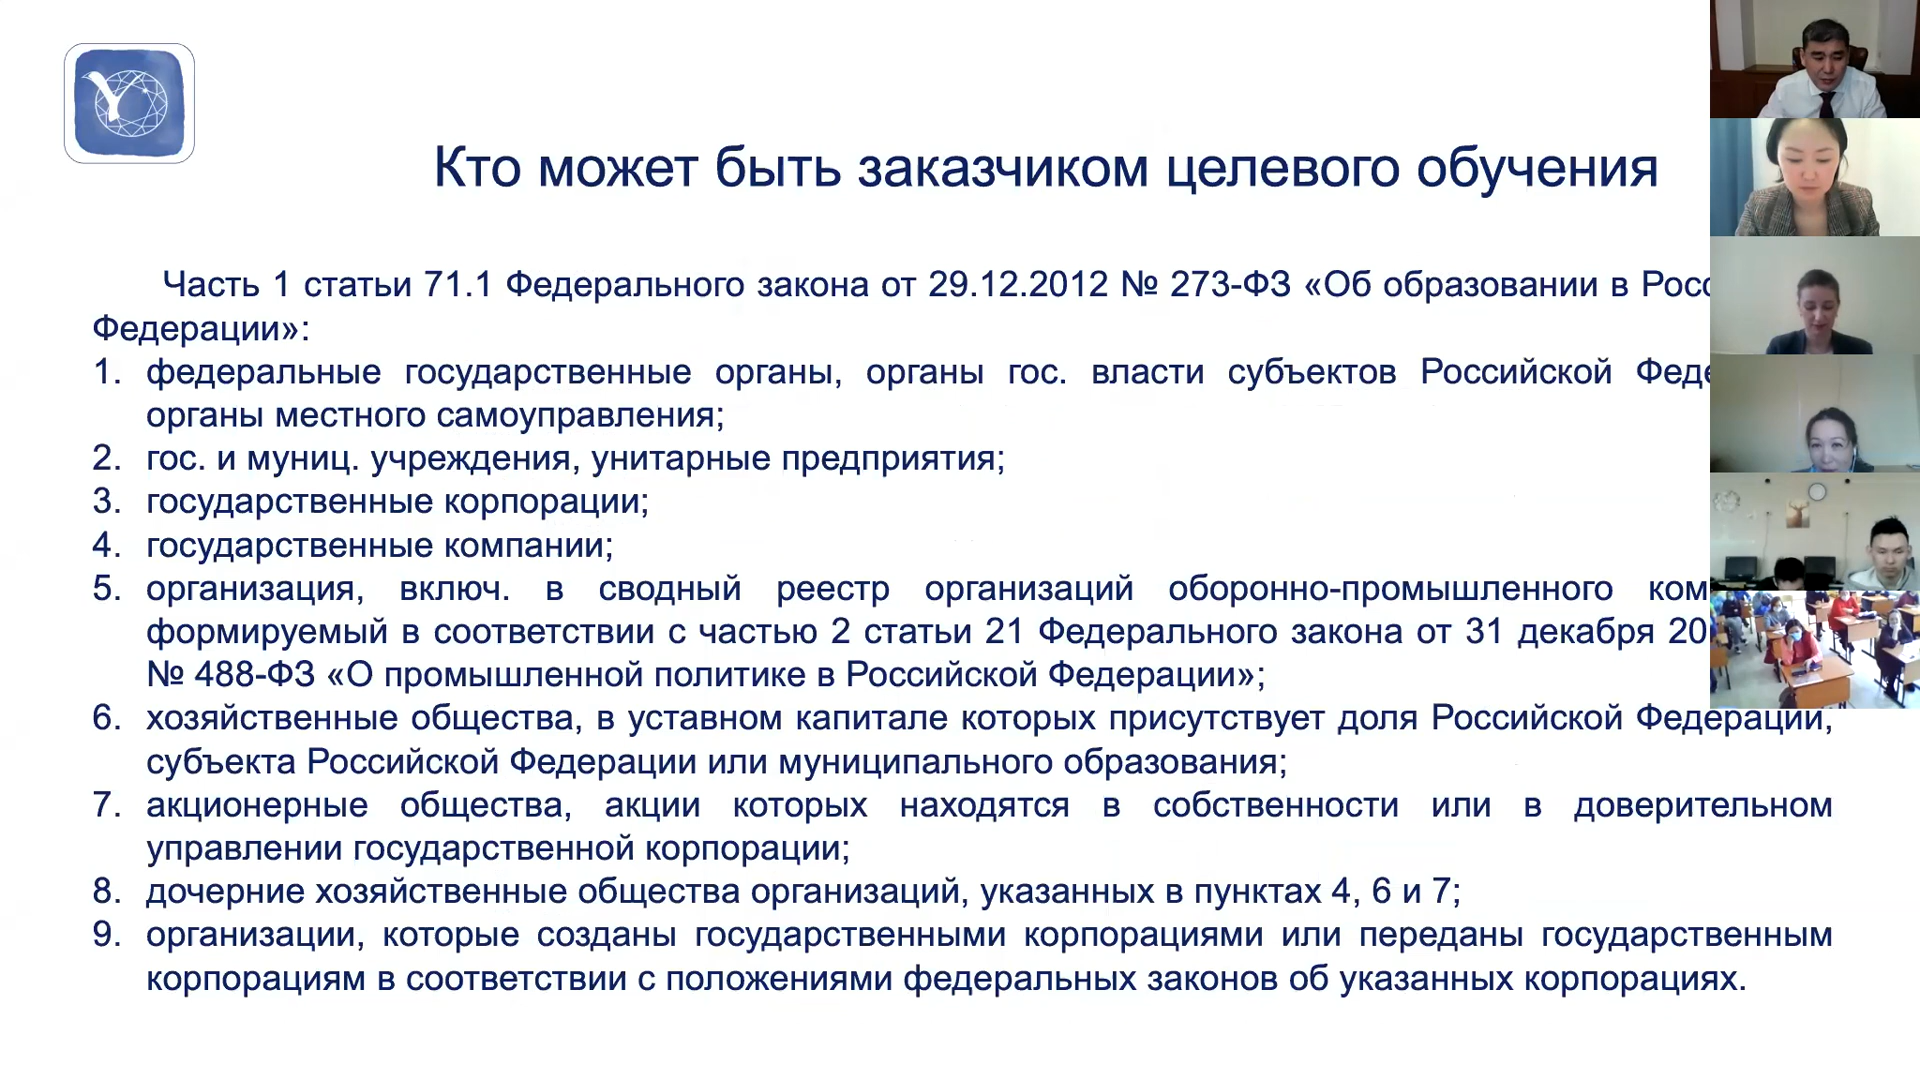 Кто может быть заказчиком целевого обучения
Часть 1 статьи 71.1 Федерального закона от 29.12.2012 № 273-ФЗ «Об образовании в
Федерации»:
1. федеральные государственные органы, органы гос. власти субъектов Российской
органы местного самоуправления;
2. гос. и муниц. учреждения, унитарные предприятия;
3. государственные корпорации;
4. государственные компании;
5. организация, включ. в сводный реестр организаций оборонно-промышленного
формируемый в соответствии с частью 2 статьи 21 Федерального закона от 31 декабря
№ 488-ФЗ «О промышленной политике в Российской Федерации»;
6. хозяйственные общества, в уставном капитале которых присутствует доля Российской Федерации,
субъекта Российской Федерации или муниципального образования;
7. акционерные общества, акции которых находятся в собственности или в доверительном
управлении государственной корпорации;
8. дочерние хозяйственные общества организаций, указанных в пунктах 4, 6 и 7;
9. организации, которые созданы государственными корпорациями или переданы государственным
корпорациям в соответствии с положениями федеральных законов об указанных корпорациях.